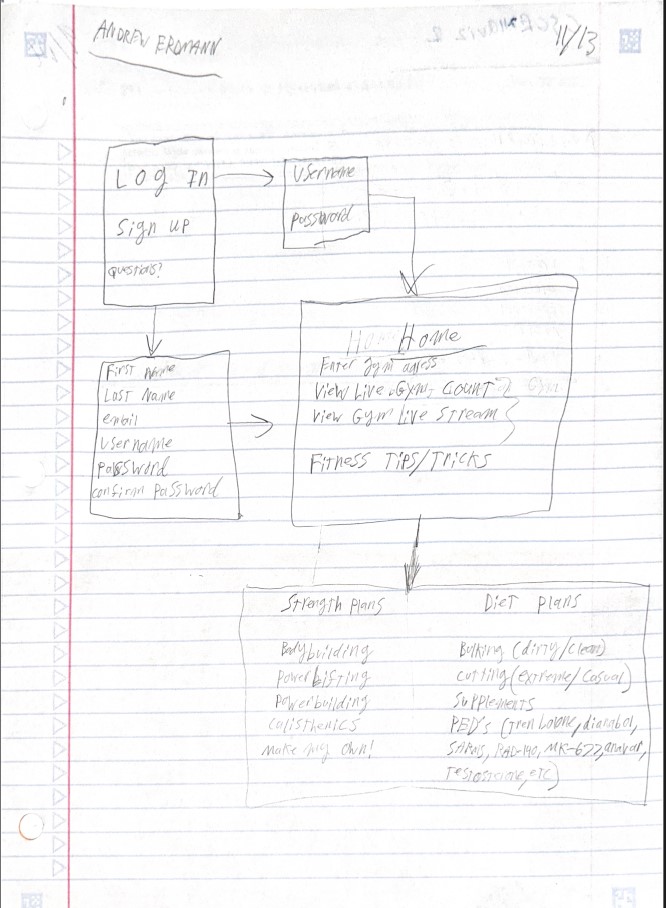 ANDREW ERDMANN
11/13
LOg In
Sign up
questions?
Username
password
First Name
Last Name
email
Username
password
confirm password
Home
Enter gym
View Live Gym Count
View Gym Live Stream
Fitness Tips/Tricks
Strength plans
Bodybuilding
PowerLifting
Powerbuilding
calisthenics
Make my own!
Diet plans
Bulking (dirty/clean)
cutting (extreme/casual)
Supplements
PED's (trenbolone, dianabol,
SARMS, RAD-140, MK-677, anavar,
Testosterone, etc)